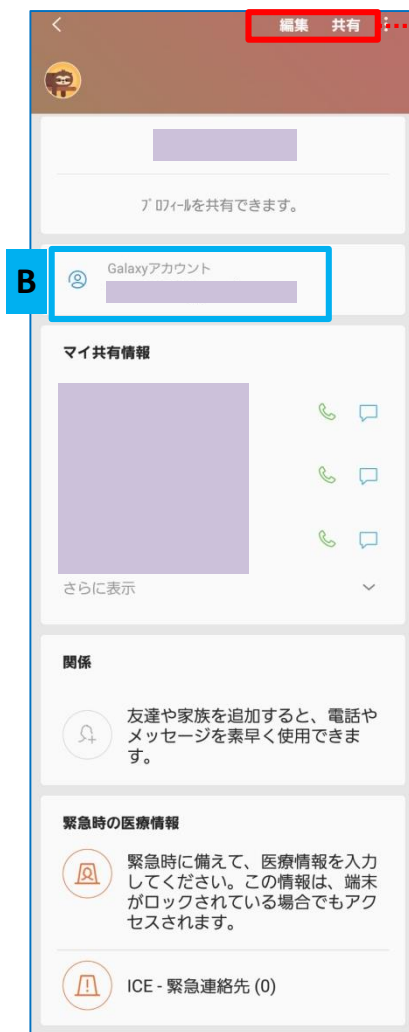 編集 共有
ﾌﾟﾛﾌｨｰﾙを共有できます。
B
Galaxyアカウント
マイ共有情報
さらに表示
関係
友達や家族を追加すると、電話や
メッセージを素早く使用できま
す。
緊急時の医療情報
緊急時に備えて、医療情報を入力
してください。この情報は、端末
がロックされている場合でもアク
セスされます。
ICE - 緊急連絡先 (0)